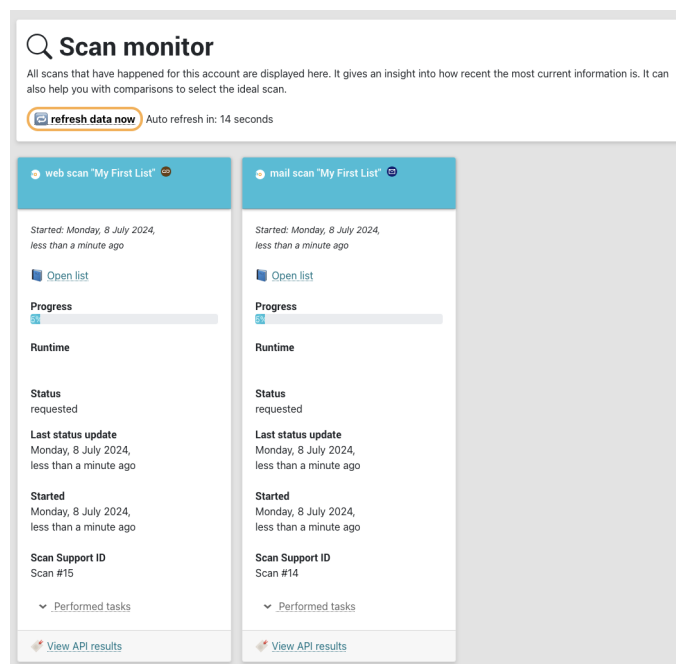 Scan monitor
All scans that have happened for this account are displayed here. It gives an insight into how recent the most current information is. It can
also help you with comparisons to select the ideal scan.
refresh data now Auto refresh in: 14 seconds
web scan "My First List"
Started: Monday, 8 July 2024,
less than a minute ago
Open list
Progress
5%
Runtime
Status
requested
Last status update
Monday, 8 July 2024,
less than a minute ago
Started
Monday, 8 July 2024,
less than a minute ago
Scan Support ID
Scan #15
Performed tasks
View API results
mail scan "My First List"
Started: Monday, 8 July 2024,
less than a minute ago
Open list
Progress
5%
Runtime
Status
requested
Last status update
Monday, 8 July 2024,
less than a minute ago
Started
Monday, 8 July 2024,
less than a minute ago
Scan Support ID
Scan #14
Performed tasks
View API results